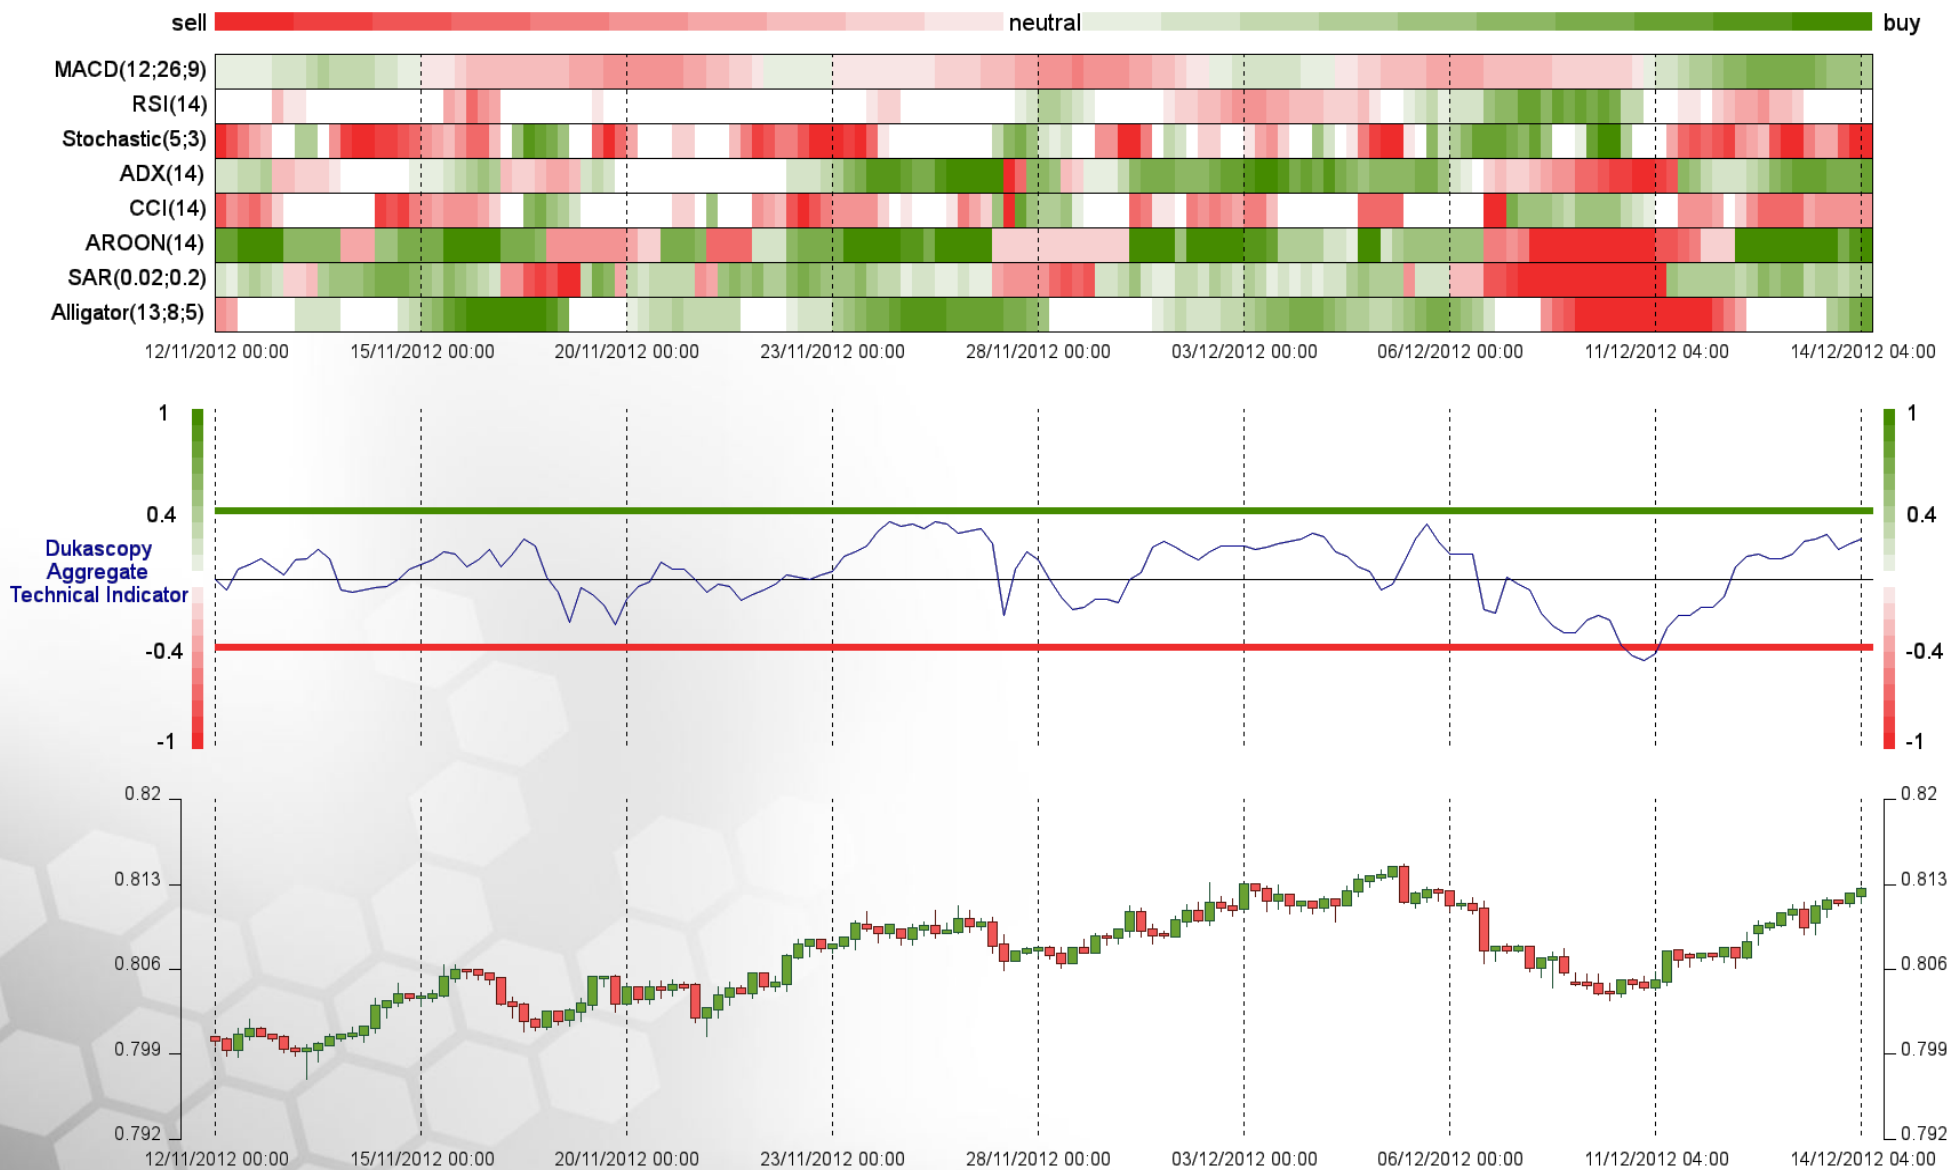 sell neutral buy
MACD(12;26;9)
RSI(14)
Stochastic(5;3)
ADX(14)
CCI(14)
AROON(14)
SAR(0.02;0.2)
Alligator(13;8;5)
12/11/2012 00:00 15/11/2012 00:00 20/11/2012 00:00 23/11/2012 00:00 28/11/2012 00:00 03/12/2012 00:00 06/12/2012 00:00 11/12/2012 04:00 14/12/2012 04:00
1 1
0.4 0.4
Dukascopy
Aggregate
Technical Indicator
-0.4 -0.4
-1 -1
0.82 0.82
0.813 0.813
0.806 0.806
0.799 0.799
0.792 0.792
12/11/2012 00:00 15/11/2012 00:00 20/11/2012 00:00 23/11/2012 00:00 28/11/2012 00:00 03/12/2012 00:00 06/12/2012 00:00 11/12/2012 04:00 14/12/2012 04:00